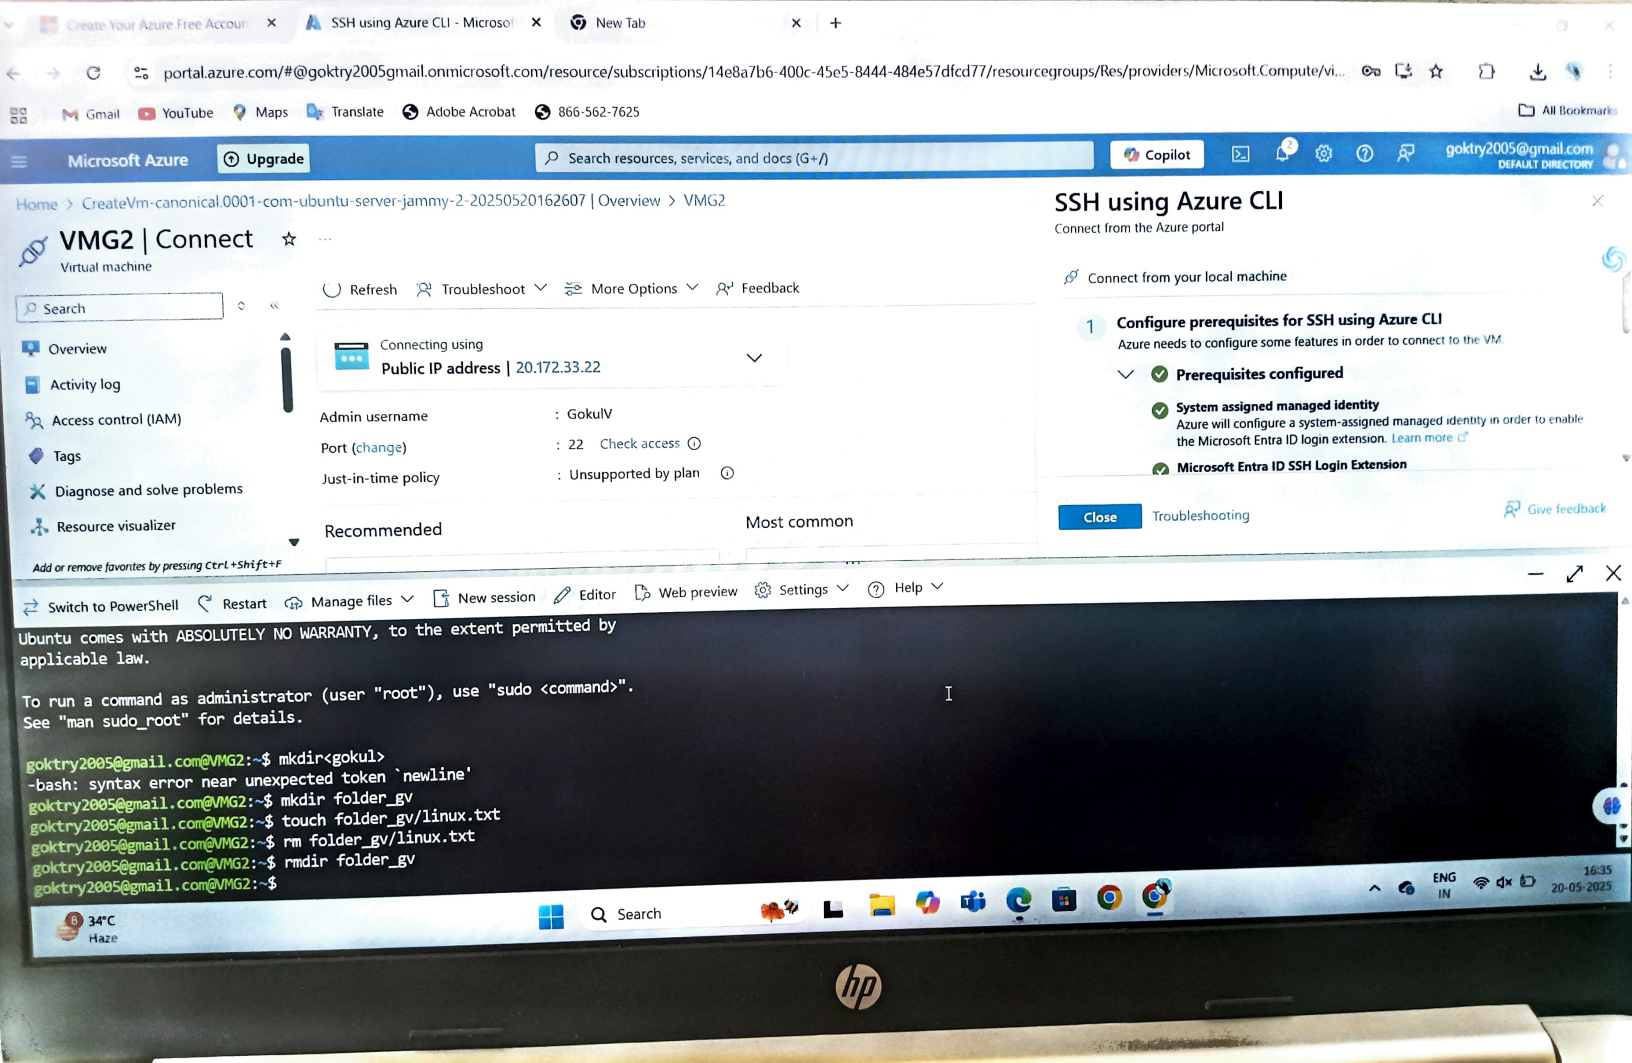 Create Your Azure Free Accoun
SSH using Azure CLI - Microsof
New Tab
portal.azure.com/#@goktry2005gmail.onmicrosoft.com/resource/subscriptions/14e8a7b6-400c-45e5-8444-484e57dfcd77/resourcegroups/Res/providers/Microsoft.Compute/vi...
Gmail YouTube Maps Translate Adobe Acrobat 866-562-7625 All Bookmarks
Microsoft Azure Upgrade Search resources, services, and docs (G+/) Copilot 2 goktry2005@gmail.com
DEFAULT DIRECTORY
Home > CreateVm-canonical.0001-com-ubuntu-server-jammy-2-20250520162607 | Overview > VMG2
VMG2 | Connect
Virtual machine
Search
Overview
Activity log
Access control (IAM)
Tags
Diagnose and solve problems
Resource visualizer
Add or remove favorites by pressing Ctrl+Shift+F
Refresh Troubleshoot More Options Feedback
Connecting using
Public IP address | 20.172.33.22
Admin username : GokulV
Port (change) : 22 Check access
Just-in-time policy : Unsupported by plan
Recommended
Most common
SSH using Azure CLI
Connect from the Azure portal
Connect from your local machine
1 Configure prerequisites for SSH using Azure CLI
Azure needs to configure some features in order to connect to the VM.
Prerequisites configured
System assigned managed identity
Azure will configure a system-assigned managed identity in order to enable
the Microsoft Entra ID login extension. Learn more
Microsoft Entra ID SSH Login Extension
Close Troubleshooting Give feedback
Switch to PowerShell Restart Manage files New session Editor Web preview Settings Help
Ubuntu comes with ABSOLUTELY NO WARRANTY, to the extent permitted by
applicable law.
To run a command as administrator (user "root"), use "sudo <command>".
See "man sudo_root" for details.
goktry2005@gmail.com@VMG2:~$ mkdir<gokul>
-bash: syntax error near unexpected token `newline'
goktry2005@gmail.com@VMG2:~$ mkdir folder_gv
goktry2005@gmail.com@VMG2:~$ touch folder_gv/linux.txt
goktry2005@gmail.com@VMG2:~$ rm folder_gv/linux.txt
goktry2005@gmail.com@VMG2:~$ rmdir folder_gv
goktry2005@gmail.com@VMG2:~$
34°C
Haze
Search
ENG
IN
16:35
20-05-2025
hp